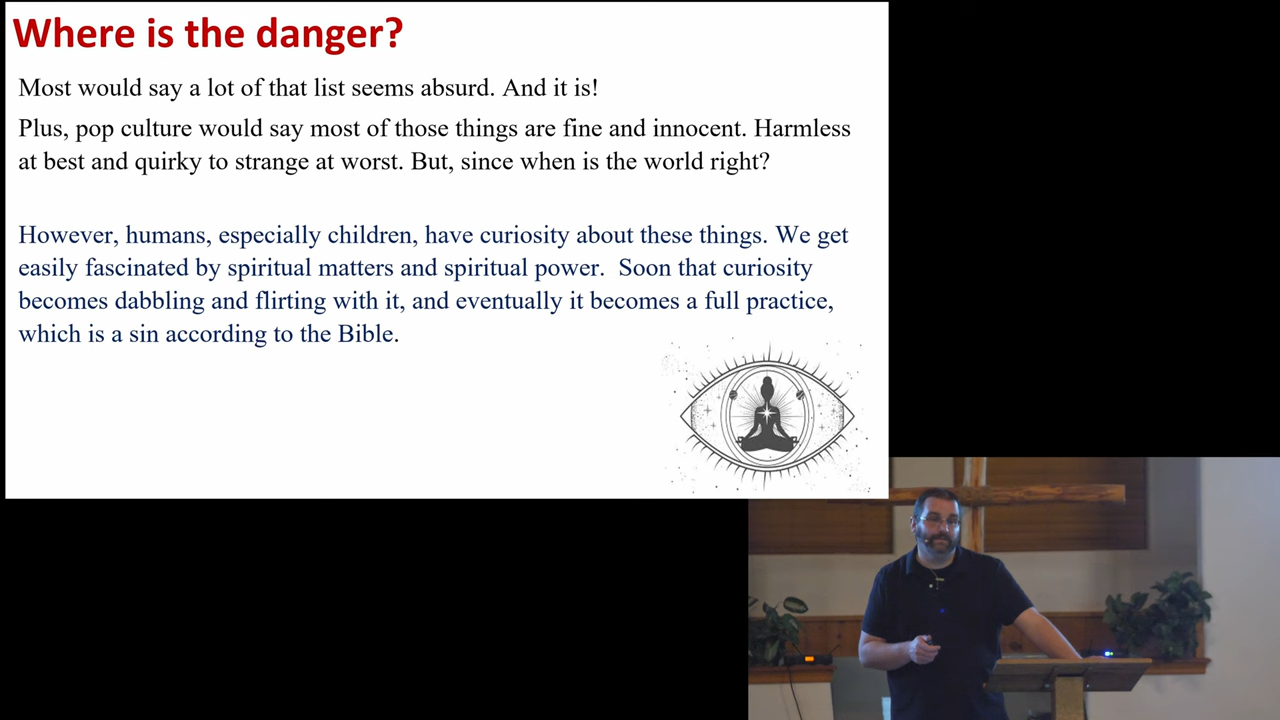 Where is the danger?
Most would say a lot of that list seems absurd. And it is!
Plus, pop culture would say most of those things are fine and innocent. Harmless
at best and quirky to strange at worst. But, since when is the world right?
However, humans, especially children, have curiosity about these things. We get
easily fascinated by spiritual matters and spiritual power.  Soon that curiosity
becomes dabbling and flirting with it, and eventually it becomes a full practice,
which is a sin according to the Bible.